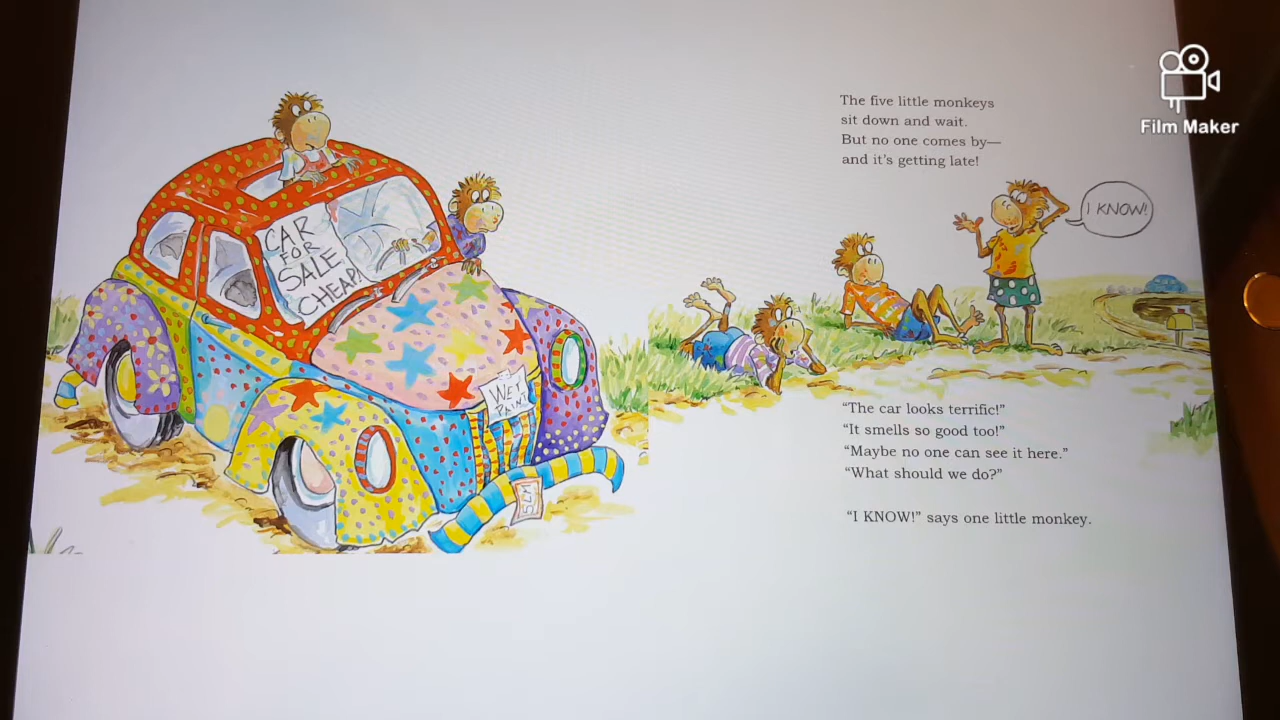 CAR
FOR
SALE
CHEAP!
WET
PAINT
5LM
The five little monkeys
sit down and wait.
But no one comes by—
and it's getting late!
I KNOW!
“The car looks terrific!”
“It smells so good too!”
“Maybe no one can see it here.”
“What should we do?”
“I KNOW!” says one little monkey.
Film Maker